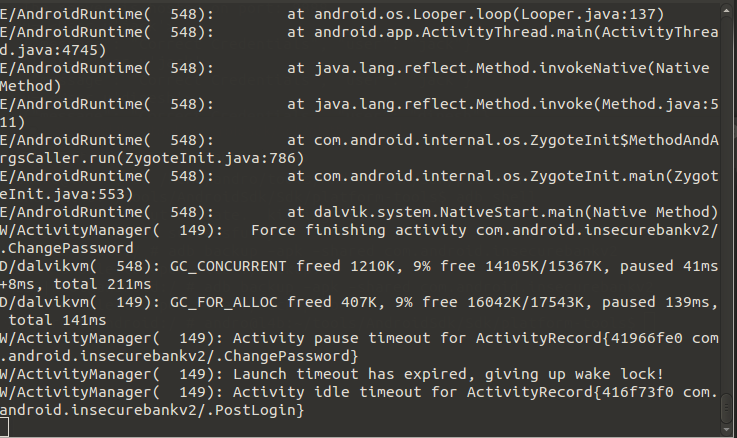 E/AndroidRuntime(  548):        at android.os.Looper.loop(Looper.java:137)
E/AndroidRuntime(  548):        at android.app.ActivityThread.main(ActivityThrea
d.java:4745)
E/AndroidRuntime(  548):        at java.lang.reflect.Method.invokeNative(Native
Method)
E/AndroidRuntime(  548):        at java.lang.reflect.Method.invoke(Method.java:5
11)
E/AndroidRuntime(  548):        at com.android.internal.os.ZygoteInit$MethodAndA
rgsCaller.run(ZygoteInit.java:786)
E/AndroidRuntime(  548):        at com.android.internal.os.ZygoteInit.main(Zygot
eInit.java:553)
E/AndroidRuntime(  548):        at dalvik.system.NativeStart.main(Native Method)
W/ActivityManager(  149):   Force finishing activity com.android.insecurebankv2/
.ChangePassword
D/dalvikvm(  548): GC_CONCURRENT freed 1210K, 9% free 14105K/15367K, paused 41ms
+8ms, total 211ms
D/dalvikvm(  149): GC_FOR_ALLOC freed 407K, 9% free 16042K/17543K, paused 139ms,
 total 141ms
W/ActivityManager(  149): Activity pause timeout for ActivityRecord{41966fe0 com
.android.insecurebankv2/.ChangePassword}
W/ActivityManager(  149): Launch timeout has expired, giving up wake lock!
W/ActivityManager(  149): Activity idle timeout for ActivityRecord{416f73f0 com.
android.insecurebankv2/.PostLogin}